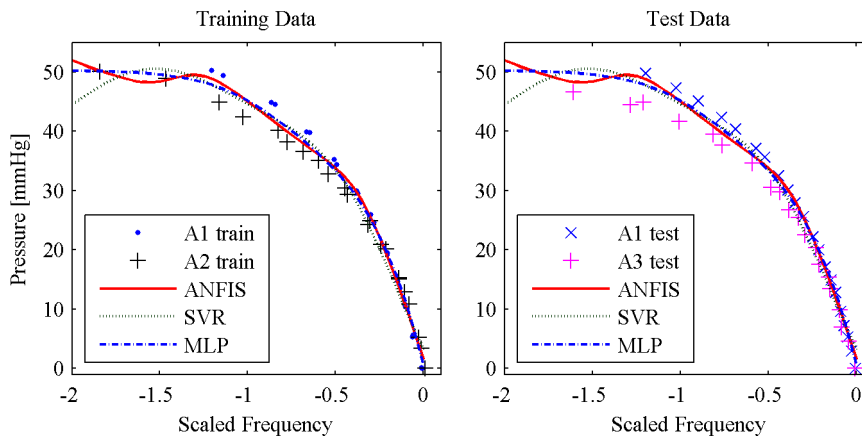 Training Data
Pressure [mmHg]
50
40
30
20
10
0
A1 train
A2 train
ANFIS
SVR
MLP
-2
-1.5
-1
-0.5
0
Scaled Frequency
Test Data
50
40
30
20
10
0
A1 test
A3 test
ANFIS
SVR
MLP
-2
-1.5
-1
-0.5
0
Scaled Frequency